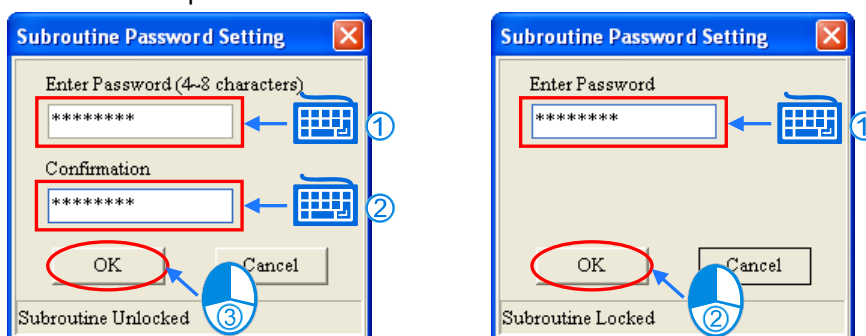 Subroutine Password Setting
Enter Password (4~8 characters)
********
1
Confirmation
********
2
OK
Cancel
3
Subroutine Unlocked
Subroutine Password Setting
Enter Password
********
1
OK
Cancel
2
Subroutine Locked